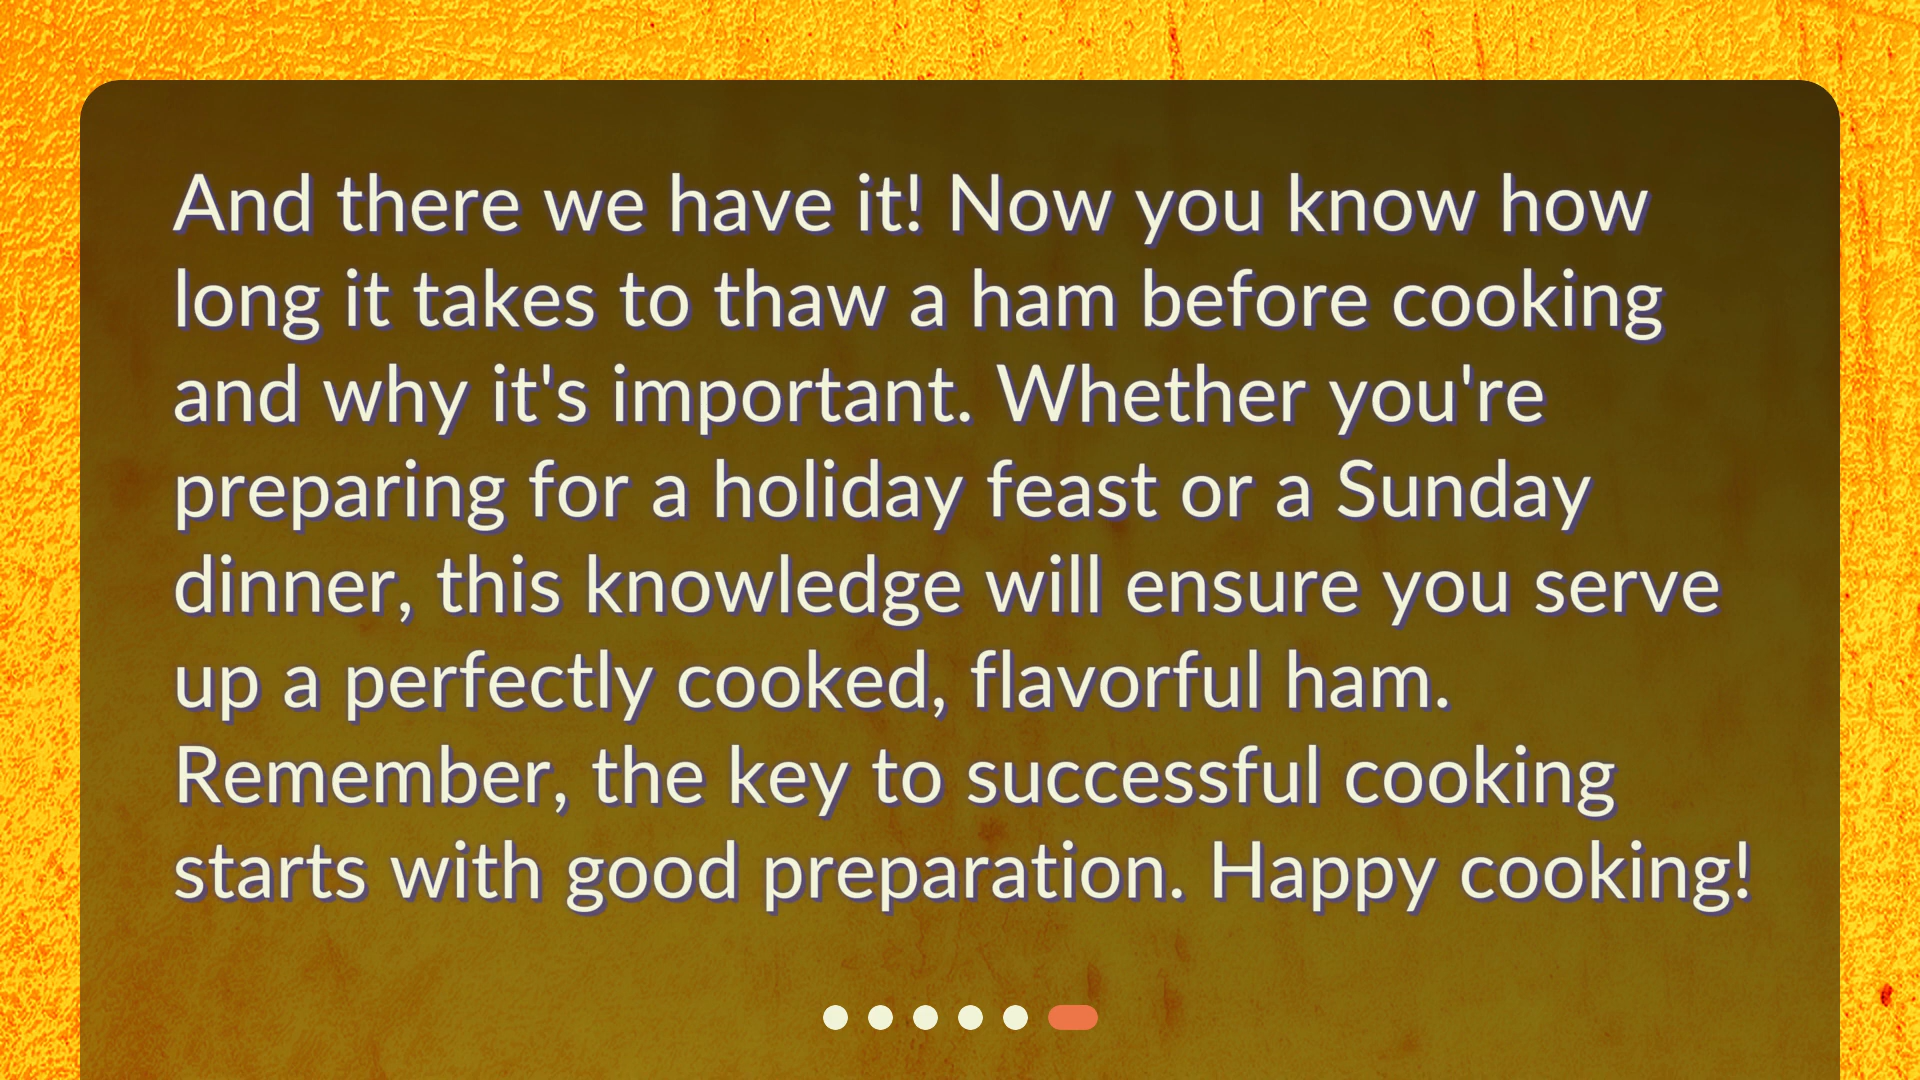 And there we have it! Now you know how
long it takes to thaw a ham before cooking
and why it's important. Whether you're
preparing for a holiday feast or a Sunday
dinner, this knowledge will ensure you serve
up a perfectly cooked, flavorful ham.
Remember, the key to successful cooking
starts with good preparation. Happy cooking!